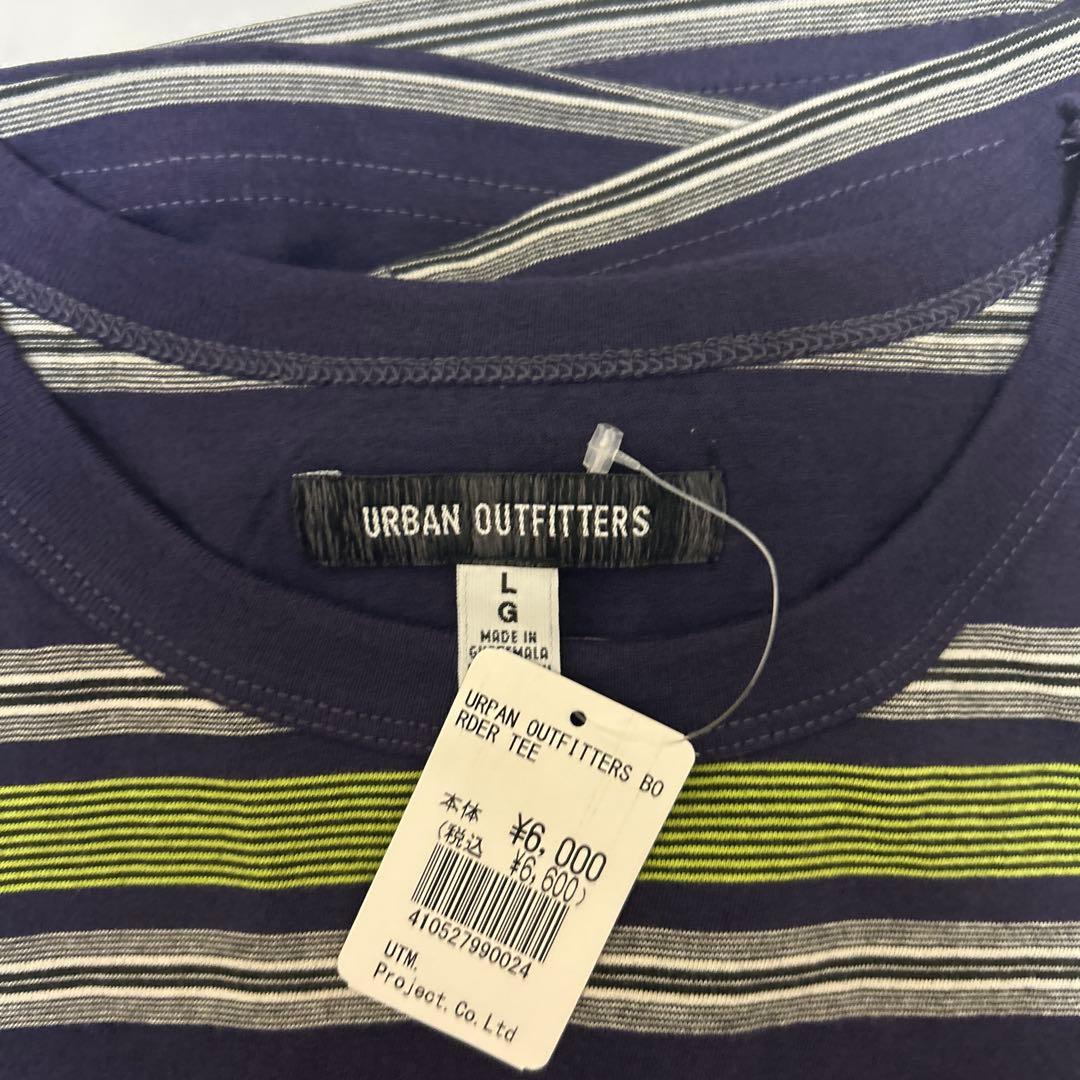 URBAN OUTFITTERS
L
G
MADE IN
GUATEMALA
URPAN OUTFITTERS BO
RDER TEE
本体 ¥6,000
(税込 ¥6,600)
410527990024
UTM.
Project.Co.Ltd